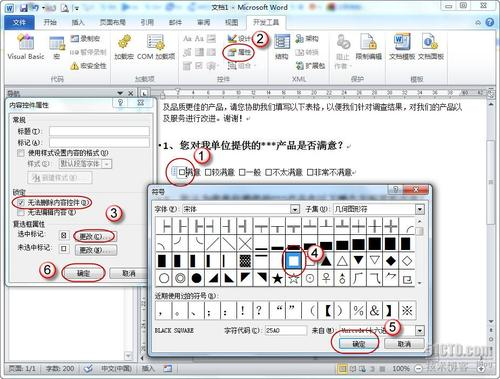 文档1 - Microsoft Word
文件 开始 插入 页面布局 引用 邮件 审阅 视图 开发工具
Visual Basic 宏 录制宏 暂停录制 宏安全性 加载宏 COM 加载项 设计 属性 组合 结构 架构 扩展包 阻止作者 限制编辑 文档模板 文档面板
代码 加载项 控件 XML 保护 模板
导航
及品质更佳的产品，请您协助我们填写以下表格，以便我们针对调查结果，对我们的产品以
及服务进行改进。谢谢！
1、您对我单位提供的***产品是否满意？
□满意 □较满意 □一般 □不太满意 □非常不满意
内容控件属性
常规
标题(T)：
标记(A)：
使用样式设置内容的格式(U)
样式(S)： 默认段落字体
新建样式(N)...
锁定
无法删除内容控件(D)
无法编辑内容(E)
复选框属性
选中标记： 更改(C)...
未选中标记： 更改(H)...
确定 取消
符号
字体(F)： 宋体 子集(U)： 几何图形符
近期使用过的符号(R)：
， 。 、 ； ： ！ ？ “ ” （ 【 ） % & 】 ※
BLACK SQUARE 字符代码(C)： 25A0 来自(M)：
确定 取消
① ② ③ ④ ⑤ ⑥
页面：1/1 字数：200 中文(中国) 100%
51CTO.com
技术博客 Blog